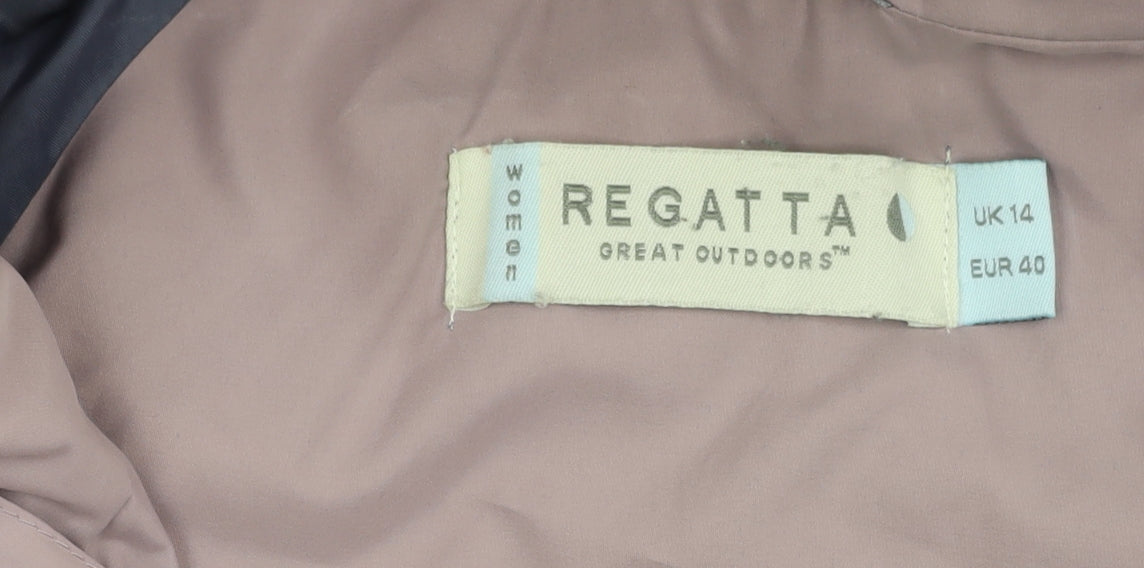 women
REGATTA
GREAT OUTDOORS™
UK 14
EUR 40